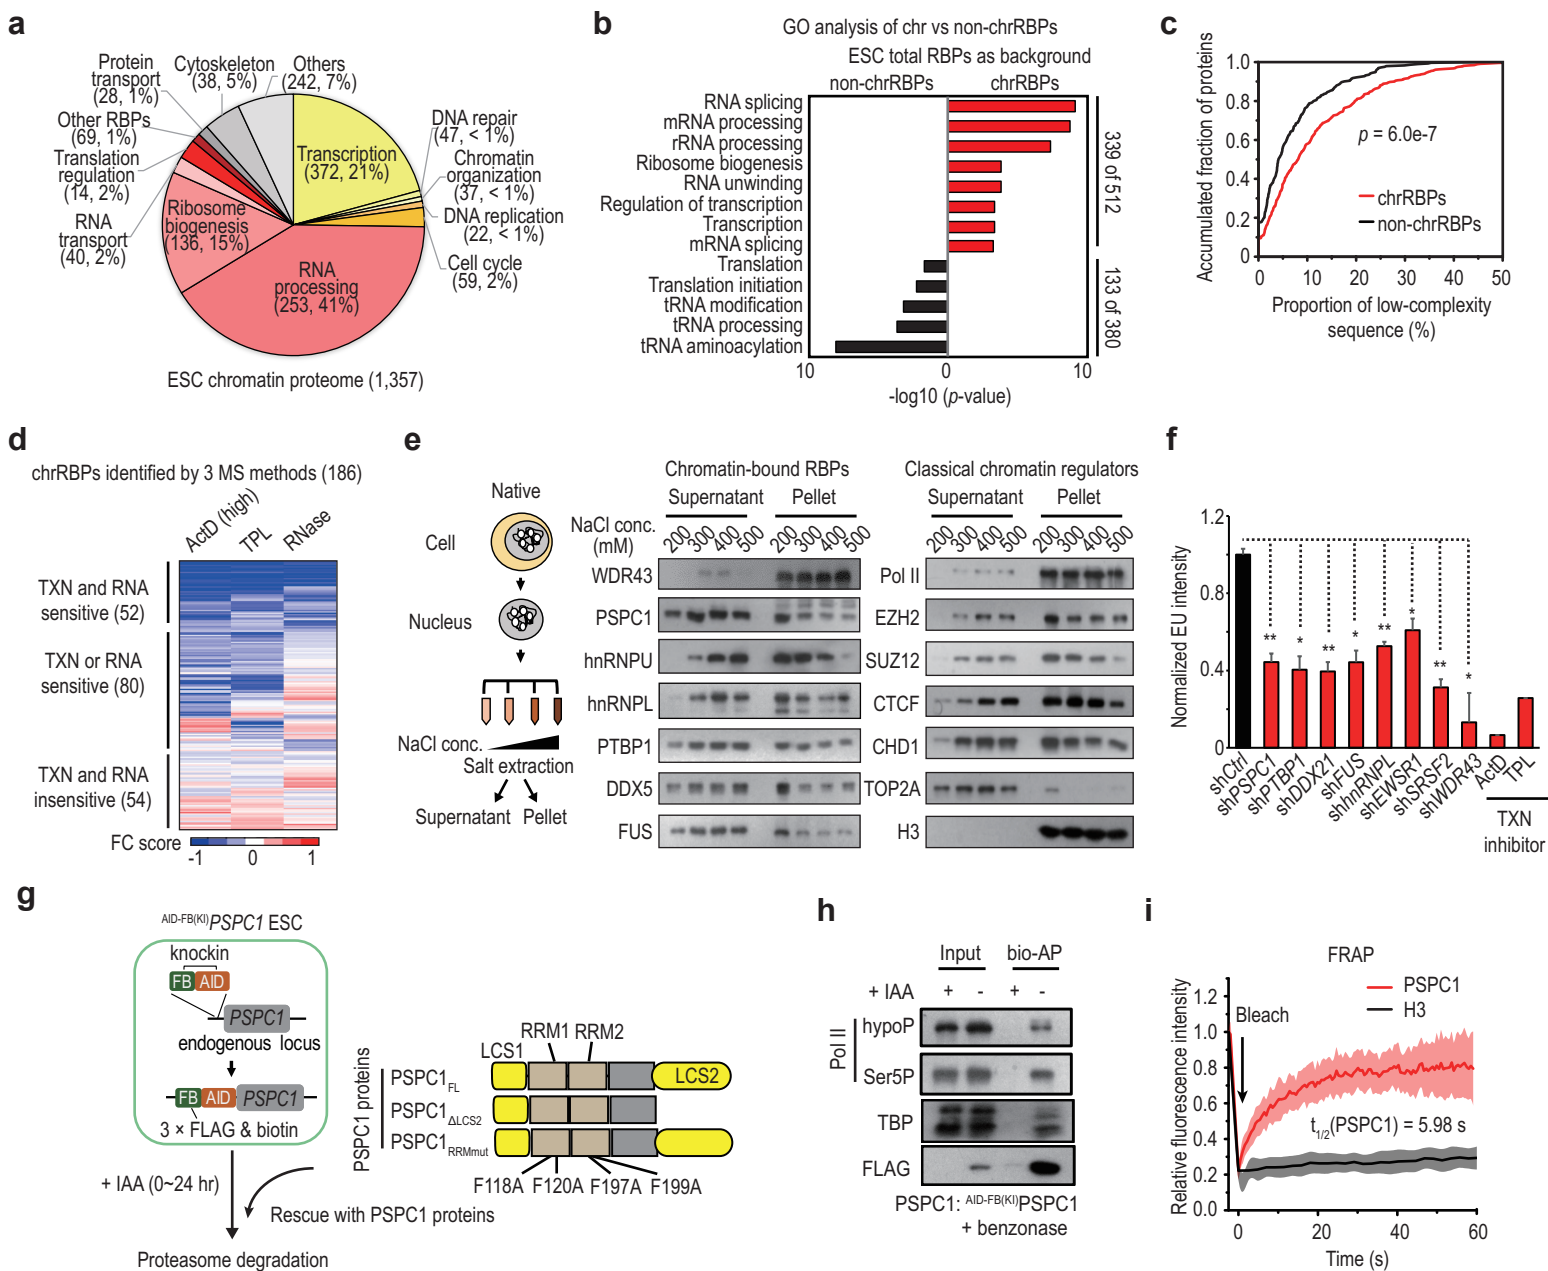 a
Protein
transport
(28, 1%)
Cytoskeleton
(38, 5%)
Others
(242, 7%)
Other RBPs
(69, 1%)
Translation
regulation
(14, 2%)
RNA
transport
(40, 2%)
Ribosome
biogenesis
(136, 15%)
Transcription
(372, 21%)
DNA repair
(47, < 1%)
Chromatin
organization
(37, < 1%)
DNA replication
(22, < 1%)
Cell cycle
(59, 2%)
RNA
processing
(253, 41%)
ESC chromatin proteome (1,357)
b
GO analysis of chr vs non-chrRBPs
ESC total RBPs as background
non-chrRBPs chrRBPs
RNA splicing
mRNA processing
rRNA processing
Ribosome biogenesis
RNA unwinding
Regulation of transcription
Transcription
mRNA splicing
Translation
Translation initiation
tRNA modification
tRNA processing
tRNA aminoacylation
339 of 512
133 of 380
10 0 10
-log10 (p-value)
c
Accumulated fraction of proteins
1.0
0.8
0.6
0.4
0.2
0
p = 6.0e-7
chrRBPs
non-chrRBPs
0 10 20 30 40 50
Proportion of low-complexity
sequence (%)
d
chrRBPs identified by 3 MS methods (186)
ActD (high) TPL RNase
TXN and RNA
sensitive (52)
TXN or RNA
sensitive (80)
TXN and RNA
insensitive (54)
FC score
-1 0 1
e
Native
Cell
Nucleus
NaCl conc.
Salt extraction
Supernatant Pellet
Chromatin-bound RBPs
Supernatant Pellet
NaCl conc.
(mM)
200 300 400 500 200 300 400 500
WDR43
PSPC1
hnRNPU
hnRNPL
PTBP1
DDX5
FUS
Classical chromatin regulators
Supernatant Pellet
200 300 400 500 200 300 400 500
Pol II
EZH2
SUZ12
CTCF
CHD1
TOP2A
H3
f
Normalized EU intensity
1.2
0.8
0.4
0
** * ** * ** * ** *
shCtrl
shPSPC1
shPTBP1
shDDX21
shFUS
shhnRNPL
shEWSR1
shSRSF2
shWDR43
ActD
TPL
TXN
inhibitor
g
AID-FB(KI)PSPC1 ESC
knockin
FB AID
PSPC1
endogenous locus
FB AID PSPC1
3 × FLAG & biotin
+ IAA (0~24 hr)
Rescue with PSPC1 proteins
Proteasome degradation
PSPC1 proteins
LCS1 RRM1 RRM2
PSPC1FL
LCS2
PSPC1ΔLCS2
PSPC1RRMmut
F118A F120A F197A F199A
h
Input bio-AP
+ IAA + - + -
Pol II
hypoP
Ser5P
TBP
FLAG
PSPC1: AID-FB(KI)PSPC1
+ benzonase
i
FRAP
Relative fluorescence intensity
1.2
1.0
0.8
0.6
0.4
0.2
0
Bleach
PSPC1
H3
t1/2(PSPC1) = 5.98 s
0 20 40 60
Time (s)